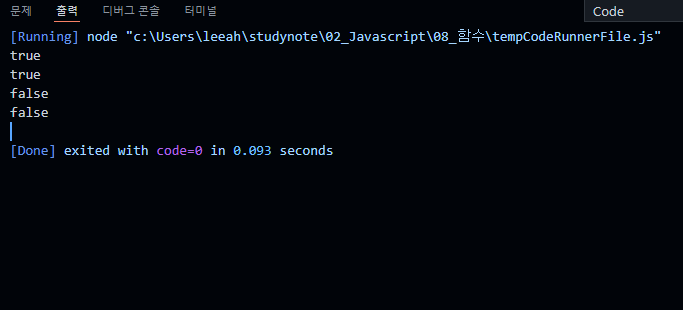 문제 출력 디버그 콘솔 터미널 Code
[Running] node "c:\Users\leeah\studynote\02_Javascript\08_함수\tempCodeRunnerFile.js"
true
true
false
false
[Done] exited with code=0 in 0.093 seconds